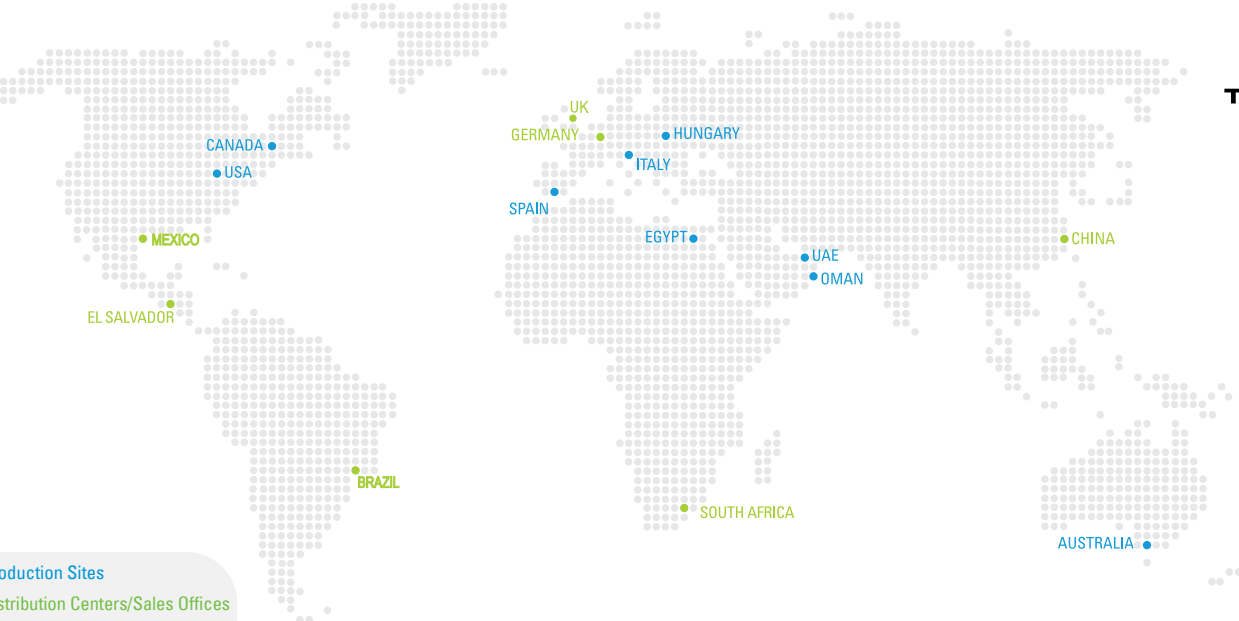 UK
GERMANY
HUNGARY
CANADA
ITALY
USA
SPAIN
EGYPT
MEXICO
CHINA
UAE
OMAN
EL SALVADOR
BRAZIL
SOUTH AFRICA
AUSTRALIA
oduction Sites
stribution Centers/Sales Offices